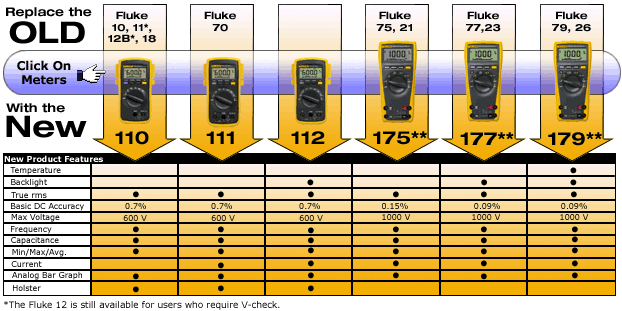 Replace the
OLD
Fluke
10, 11*,
12B*, 18
Fluke
70
Fluke
75, 21
Fluke
77,23
Fluke
79, 26
Click On
Meters
With the
New
110 111 112 175** 177** 179**
New Product Features
Temperature
Backlight
True rms
Basic DC Accuracy 0.7% 0.7% 0.7% 0.15% 0.09% 0.09%
Max Voltage 600 V 600 V 600 V 1000 V 1000 V 1000 V
Frequency
Capacitance
Min/Max/Avg.
Current
Analog Bar Graph
Holster
*The Fluke 12 is still available for users who require V-check.